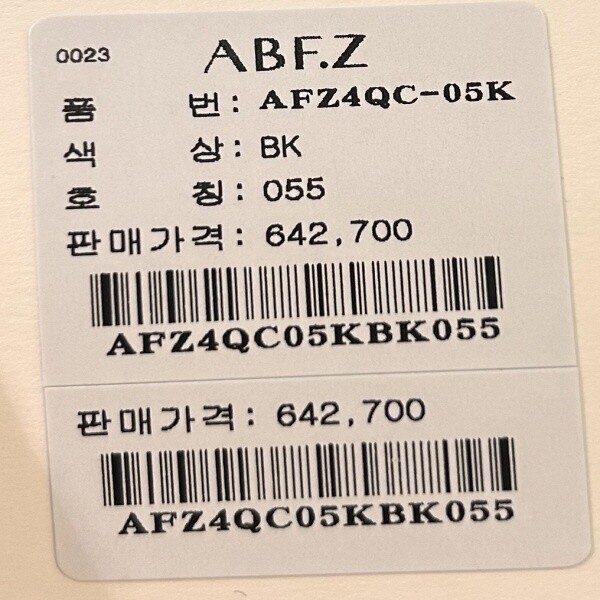 0023 ABF.Z
품 번: AFZ4QC-05K
색 상: BK
호 칭: 055
판매가격: 642,700
AFZ4QC05KBK055
판매가격: 642,700
AFZ4QC05KBK055